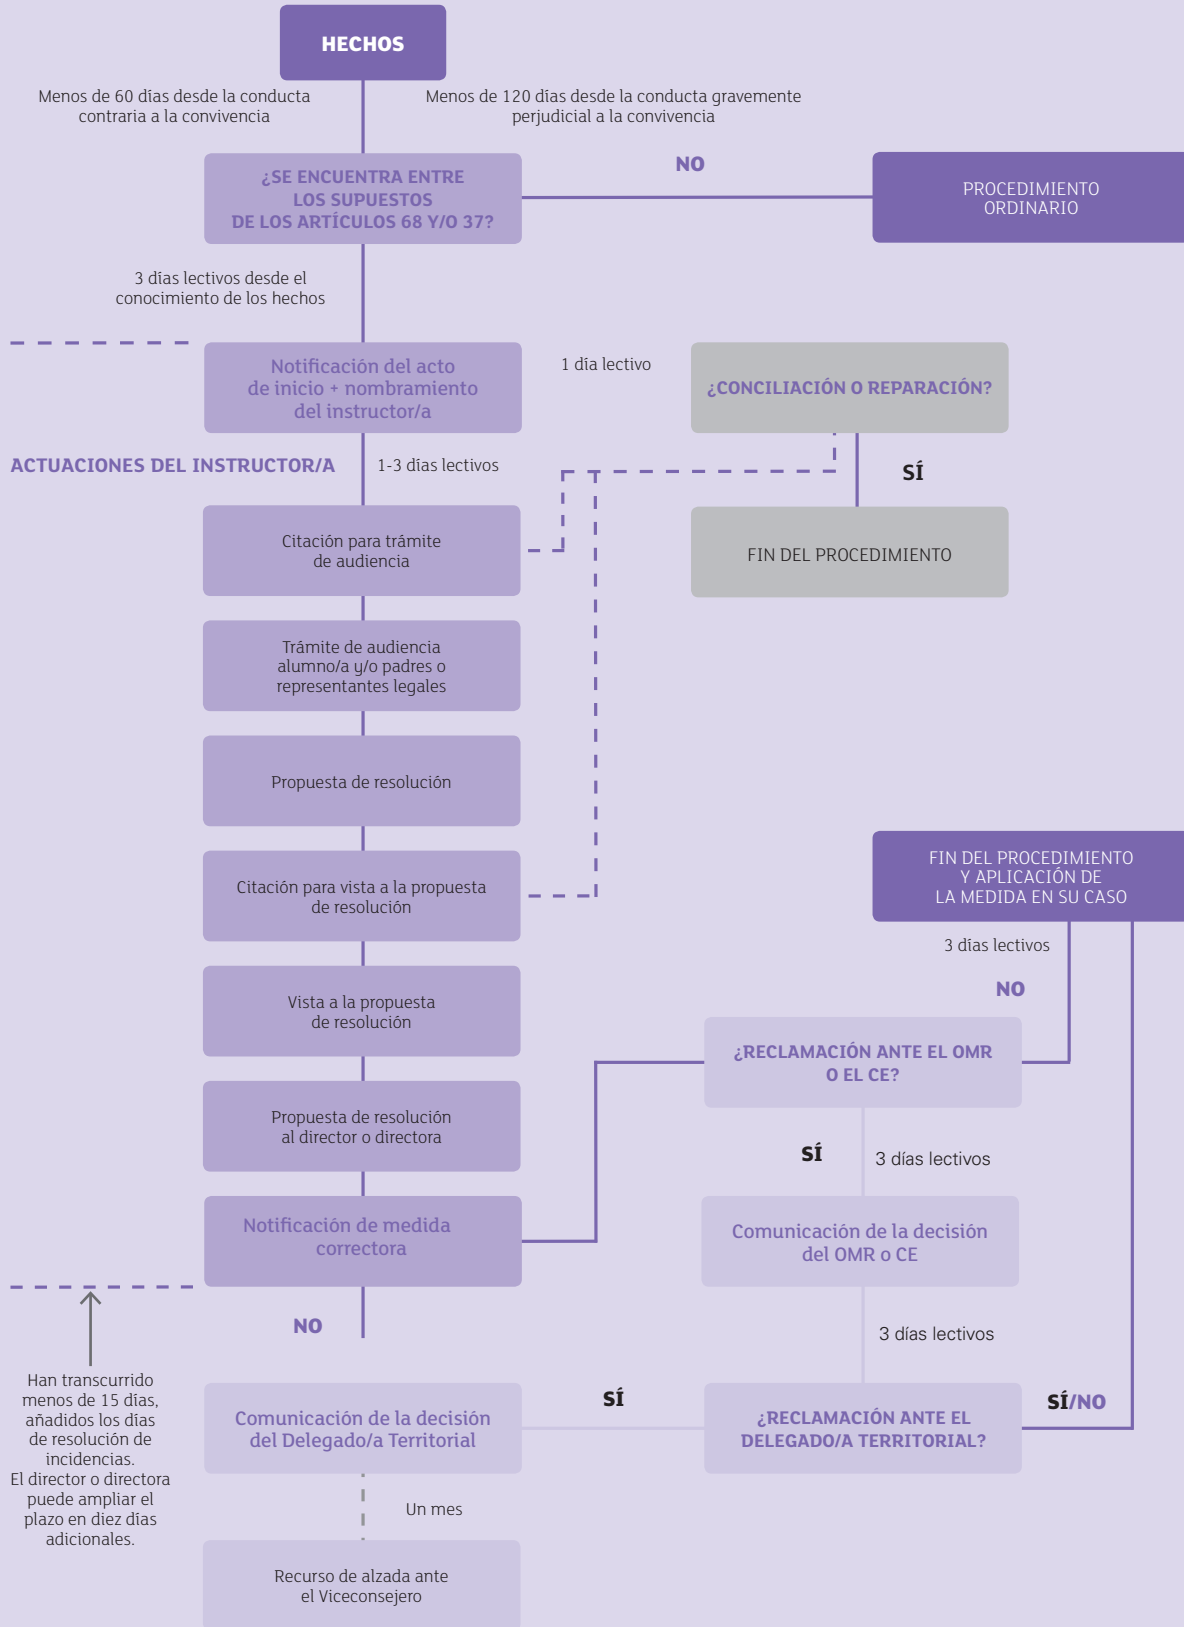 HECHOS
Menos de 60 días desde la conducta
contraria a la convivencia
Menos de 120 días desde la conducta gravemente
perjudicial a la convivencia
¿SE ENCUENTRA ENTRE
LOS SUPUESTOS
DE LOS ARTÍCULOS 68 Y/O 37?
NO
PROCEDIMIENTO
ORDINARIO
3 días lectivos desde el
conocimiento de los hechos
Notificación del acto
de inicio + nombramiento
del instructor/a
1 día lectivo
¿CONCILIACIÓN O REPARACIÓN?
ACTUACIONES DEL INSTRUCTOR/A
1-3 días lectivos
SÍ
Citación para trámite
de audiencia
FIN DEL PROCEDIMIENTO
Trámite de audiencia
alumno/a y/o padres o
representantes legales
Propuesta de resolución
Citación para vista a la propuesta
de resolución
FIN DEL PROCEDIMIENTO
Y APLICACIÓN DE
LA MEDIDA EN SU CASO
3 días lectivos
NO
Vista a la propuesta
de resolución
¿RECLAMACIÓN ANTE EL OMR
O EL CE?
Propuesta de resolución
al director o directora
SÍ
3 días lectivos
Notificación de medida
correctora
Comunicación de la decisión
del OMR o CE
NO
3 días lectivos
Han transcurrido
menos de 15 días,
añadidos los días
de resolución de
incidencias.
El director o directora
puede ampliar el
plazo en diez días
adicionales.
Comunicación de la decisión
del Delegado/a Territorial
SÍ
¿RECLAMACIÓN ANTE EL
DELEGADO/A TERRITORIAL?
SÍ/NO
Un mes
Recurso de alzada ante
el Viceconsejero